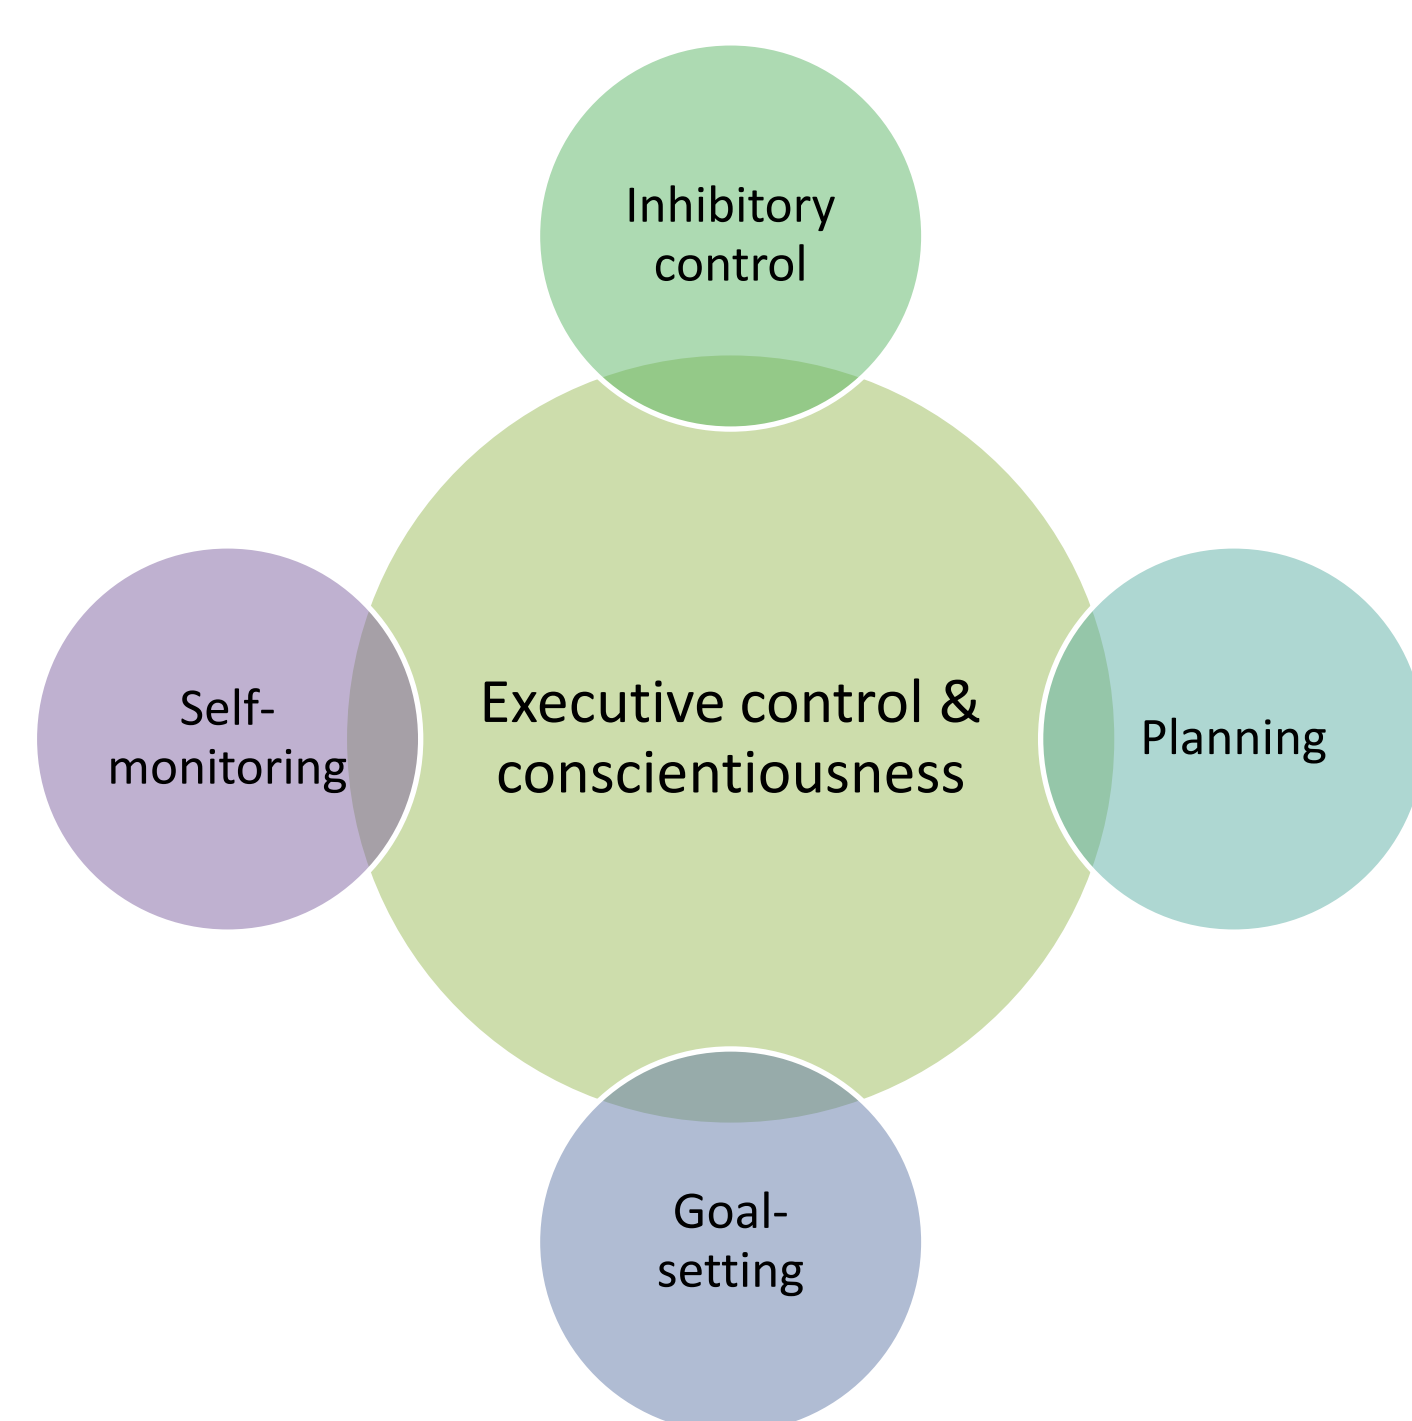 Inhibitory
control
Self-
monitoring
Executive control &
conscientiousness
Planning
Goal-
setting